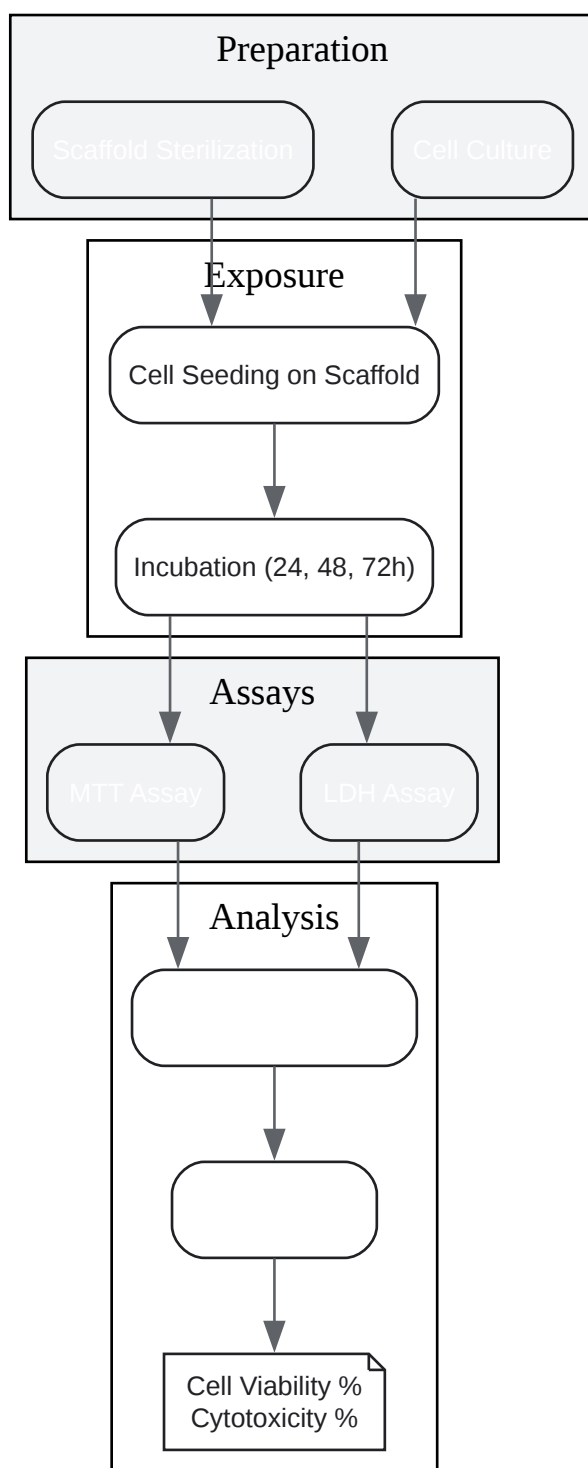 Preparation
Scaffold Sterilization
Cell Culture
Exposure
Cell Seeding on Scaffold
Incubation (24, 48, 72h)
Assays
MTT Assay
LDH Assay
Analysis
Cell Viability %
Cytotoxicity %